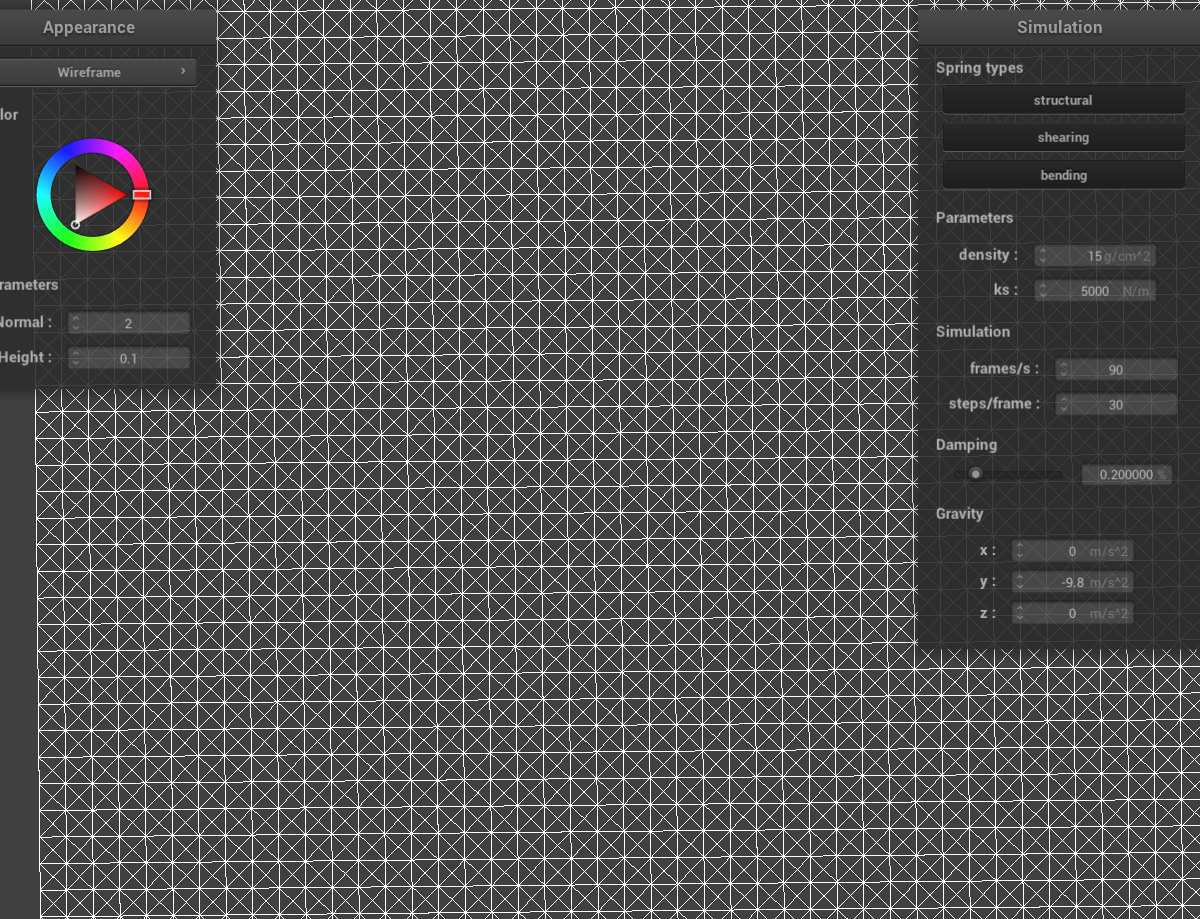 Appearance
Wireframe
lor
rameters
Normal : 2
Height : 0.1
Simulation
Spring types
structural
shearing
bending
Parameters
density : 15 g/cm^2
ks : 5000 N/m
Simulation
frames/s : 90
steps/frame : 30
Damping
0.200000 %
Gravity
x : 0 m/s^2
y : -9.8 m/s^2
z : 0 m/s^2